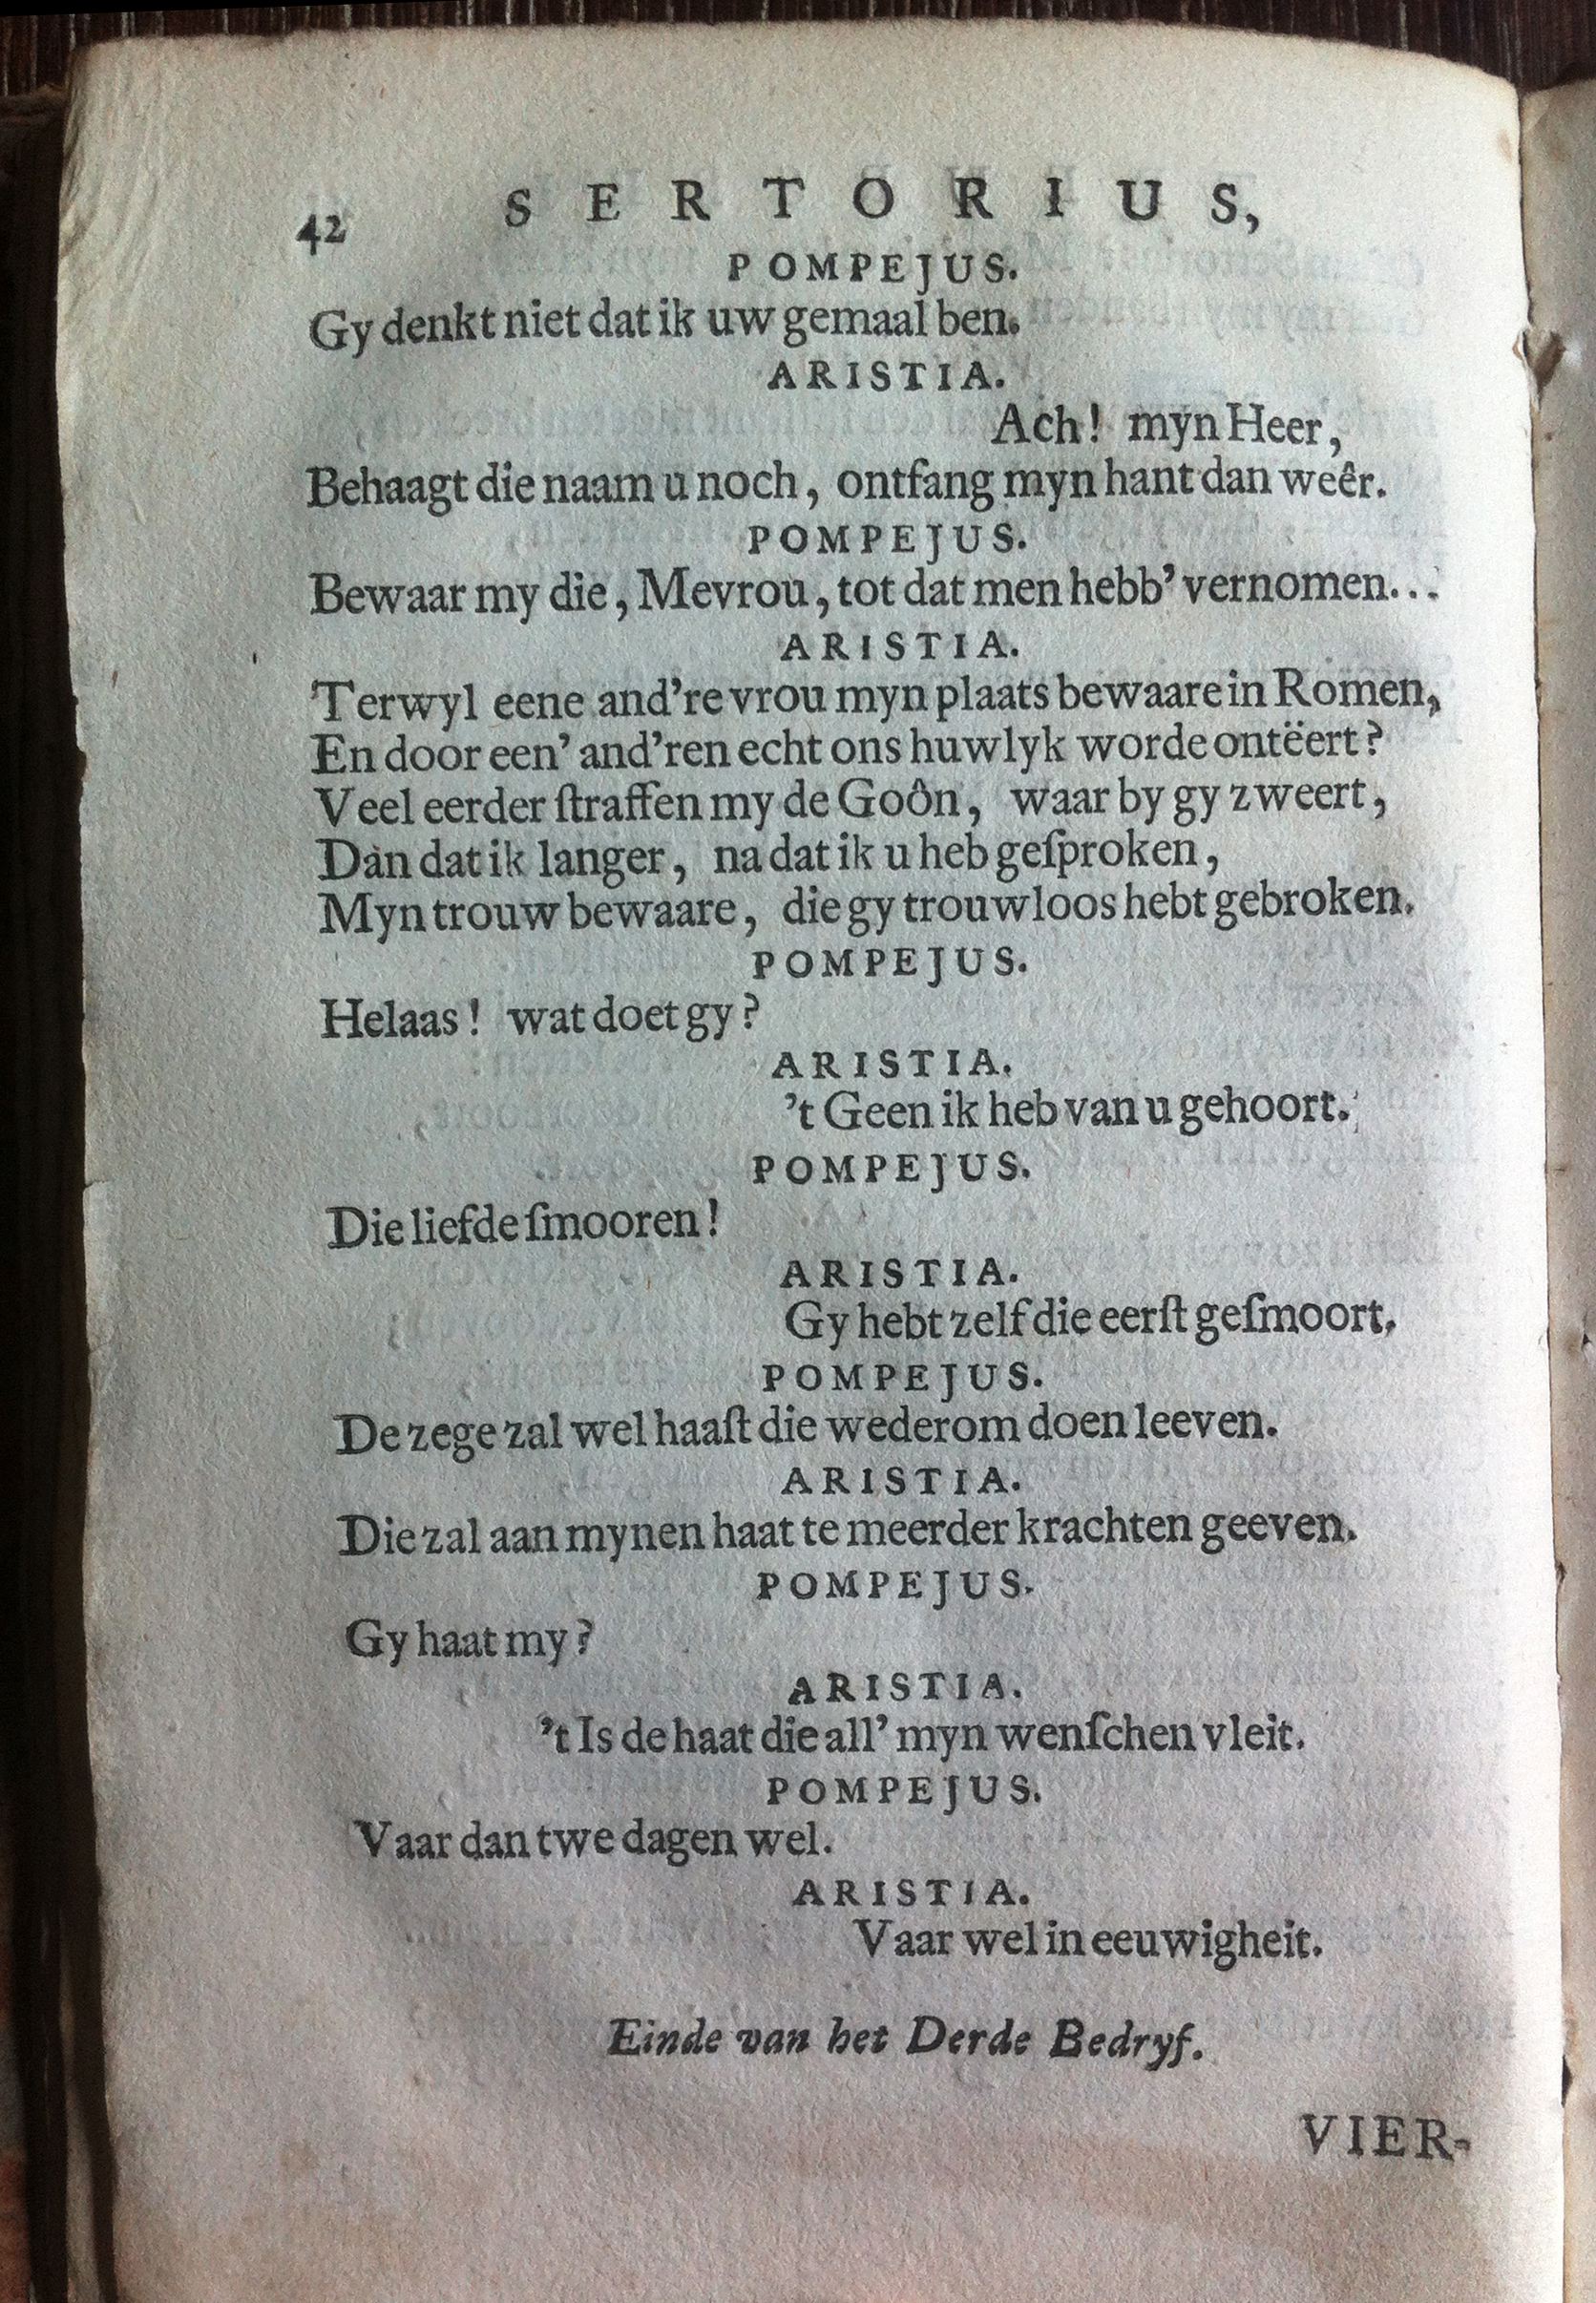 42 SERTORIUS,
POMPEJUS.
Gy denkt niet dat ik uw gemaal ben.
ARISTIA.
Ach! myn Heer,
Behaagt die naam u noch, ontfang myn hant dan weêr.
POMPEJUS.
Bewaar my die, Mevrou, tot dat men hebb’ vernomen...
ARISTIA.
Terwyl eene and’re vrou myn plaats bewaare in Romen,
En door een’ and’ren echt ons huwlyk worde ontëert?
Veel eerder ſtraffen my de Goôn, waar by gy zweert,
Dan dat ik langer, na dat ik u heb geſproken,
Myn trouw bewaare, die gy trouwloos hebt gebroken.
POMPEJUS.
Helaas! wat doet gy?
ARISTIA.
’t Geen ik heb van u gehoort.
POMPEJUS.
Die liefde ſmooren!
ARISTIA.
Gy hebt zelf die eerſt geſmoort.
POMPEJUS.
De zege zal wel haaſt die wederom doen leeven.
ARISTIA.
Die zal aan mynen haat te meerder krachten geeven.
POMPEJUS.
Gy haat my?
ARISTIA.
’t Is de haat die all’ myn wenſchen vleit.
POMPEJUS.
Vaar dan twe dagen wel.
ARISTIA.
Vaar wel in eeuwigheit.
Einde van het Derde Bedryf.
VIER-